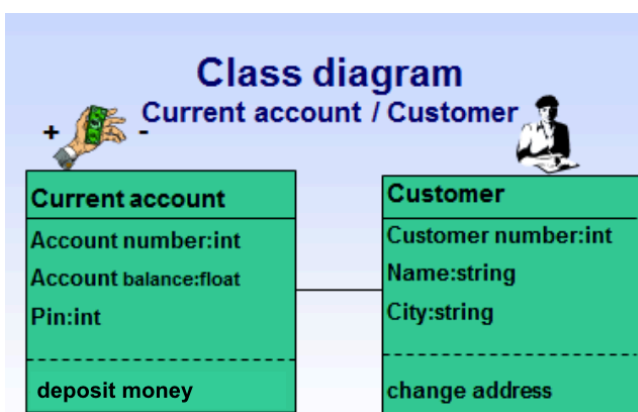 Class diagram
Current account / Customer
+ -
Current account
Account number:int
Account balance:float
Pin:int
deposit money
Customer
Customer number:int
Name:string
City:string
change address